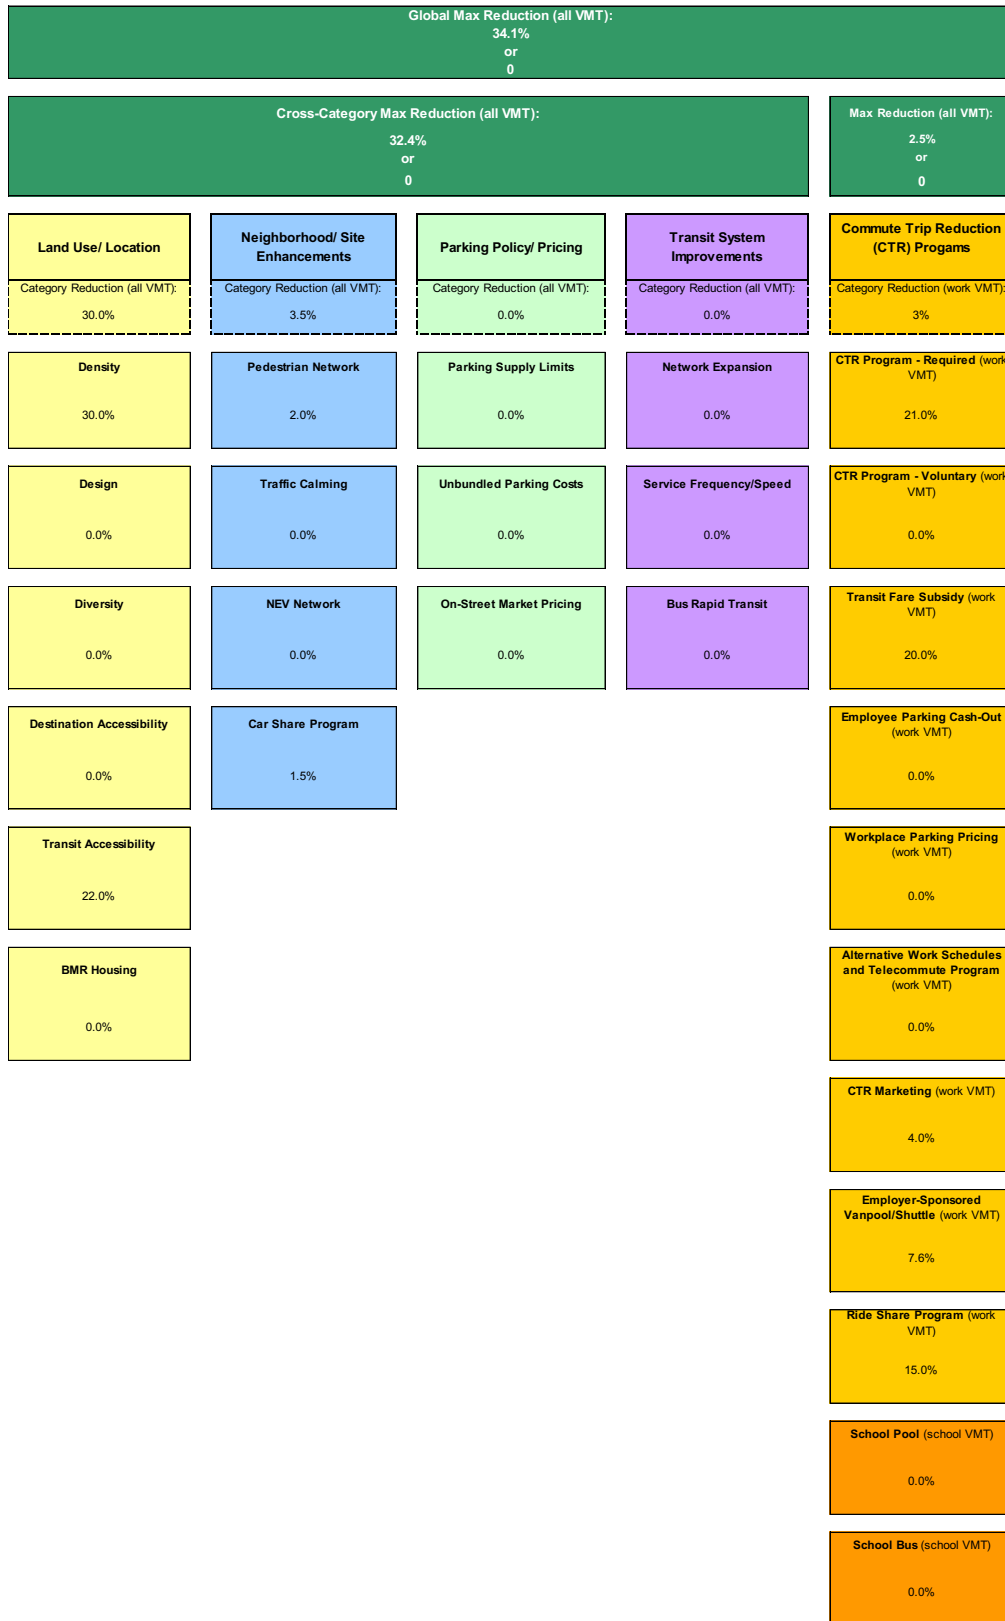 Global Max Reduction (all VMT):
34.1%
or
0
Cross-Category Max Reduction (all VMT):
32.4%
or
0
Max Reduction (all VMT):
2.5%
or
0
Land Use/ Location
Category Reduction (all VMT):
30.0%
Density
30.0%
Design
0.0%
Diversity
0.0%
Destination Accessibility
0.0%
Transit Accessibility
22.0%
BMR Housing
0.0%
Neighborhood/ Site
Enhancements
Category Reduction (all VMT):
3.5%
Pedestrian Network
2.0%
Traffic Calming
0.0%
NEV Network
0.0%
Car Share Program
1.5%
Parking Policy/ Pricing
Category Reduction (all VMT):
0.0%
Parking Supply Limits
0.0%
Unbundled Parking Costs
0.0%
On-Street Market Pricing
0.0%
Transit System
Improvements
Category Reduction (all VMT):
0.0%
Network Expansion
0.0%
Service Frequency/Speed
0.0%
Bus Rapid Transit
0.0%
Commute Trip Reduction
(CTR) Progams
Category Reduction (work VMT):
3%
CTR Program - Required (work
VMT)
21.0%
CTR Program - Voluntary (work
VMT)
0.0%
Transit Fare Subsidy (work
VMT)
20.0%
Employee Parking Cash-Out
(work VMT)
0.0%
Workplace Parking Pricing
(work VMT)
0.0%
Alternative Work Schedules
and Telecommute Program
(work VMT)
0.0%
CTR Marketing (work VMT)
4.0%
Employer-Sponsored
Vanpool/Shuttle (work VMT)
7.6%
Ride Share Program (work
VMT)
15.0%
School Pool (school VMT)
0.0%
School Bus (school VMT)
0.0%